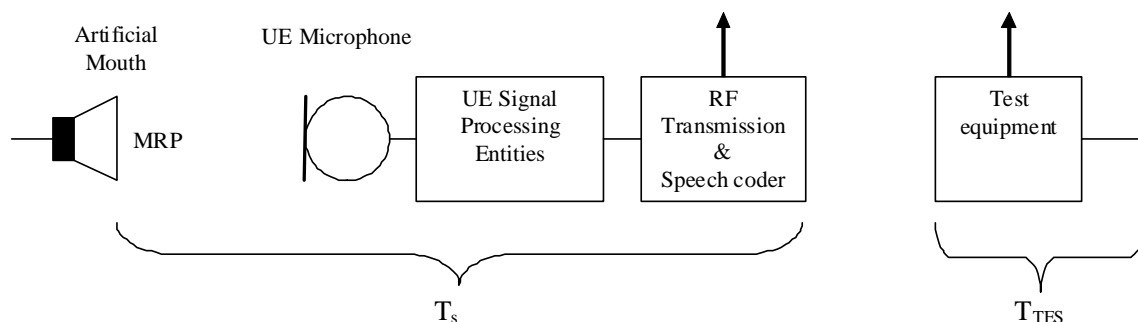 Artificial
Mouth
MRP
UE Microphone
UE Signal
Processing
Entities
RF
Transmission
&
Speech coder
Test
equipment
Ts
TTES